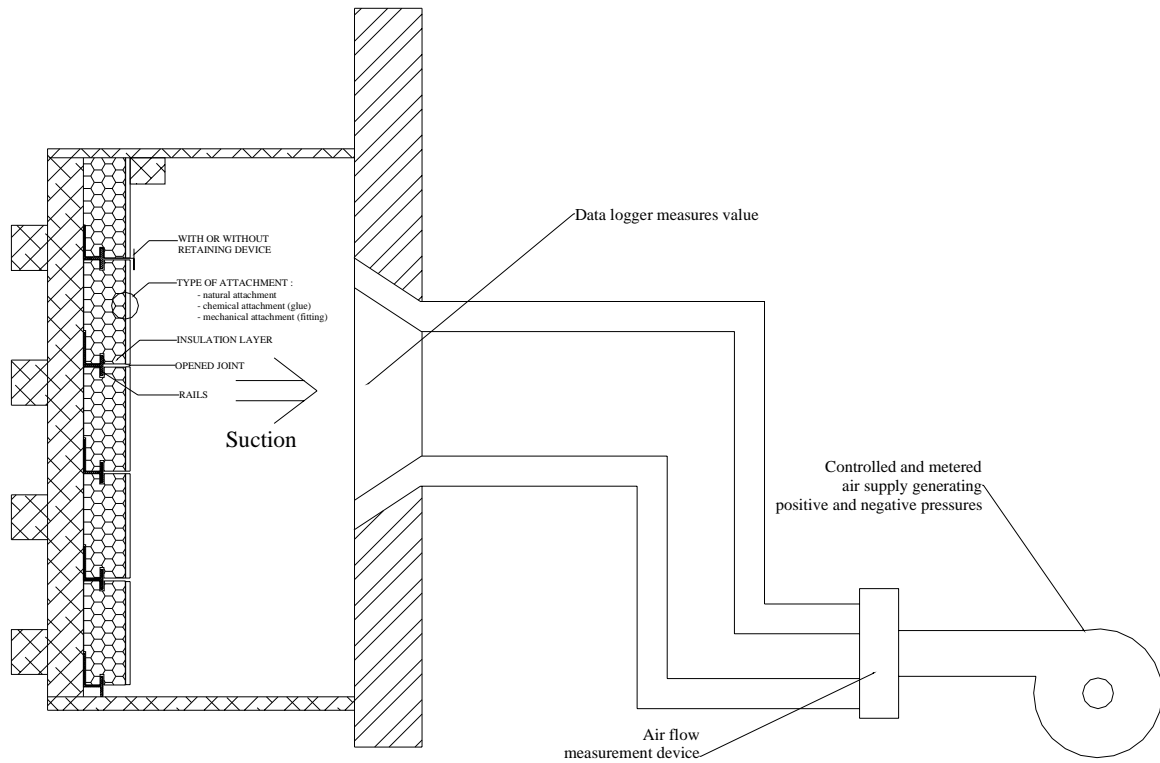 Data logger measures value
WITH OR WITHOUT
RETAINING DEVICE
TYPE OF ATTACHMENT :
- natural attachment
- chemical attachment (glue)
- mechanical attachment (fitting)
INSULATION LAYER
OPENED JOINT
RAILS
Suction
Controlled and metered
air supply generating
positive and negative pressures
Air flow
measurement device